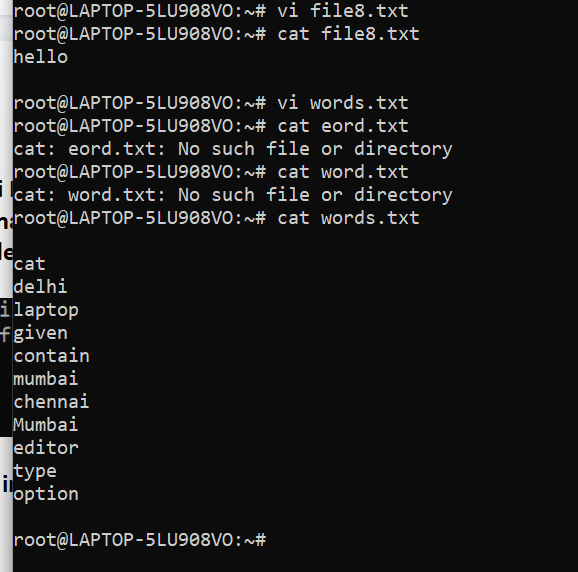 root@LAPTOP-5LU908VO:~# vi file8.txt
root@LAPTOP-5LU908VO:~# cat file8.txt
hello
root@LAPTOP-5LU908VO:~# vi words.txt
root@LAPTOP-5LU908VO:~# cat eord.txt
cat: eord.txt: No such file or directory
root@LAPTOP-5LU908VO:~# cat word.txt
cat: word.txt: No such file or directory
root@LAPTOP-5LU908VO:~# cat words.txt
cat
delhi
laptop
given
contain
mumbai
chennai
Mumbai
editor
type
option
root@LAPTOP-5LU908VO:~#